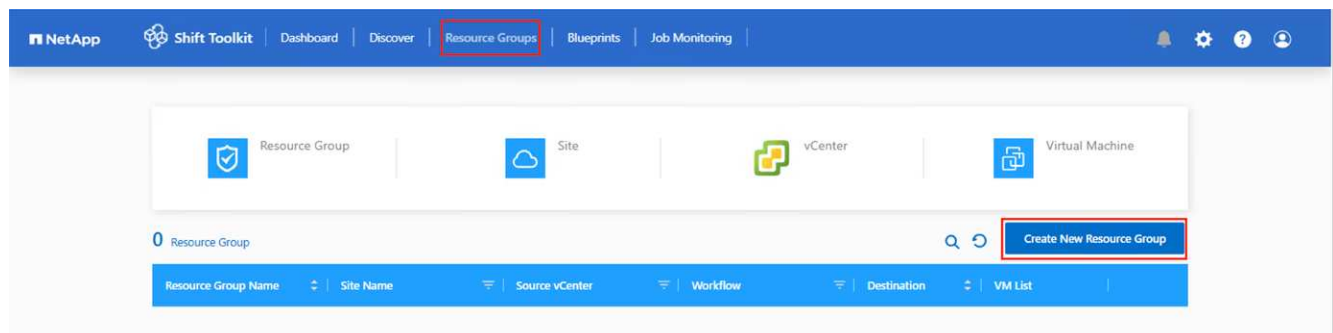 NetApp Shift Toolkit Dashboard Discover Resource Groups Blueprints Job Monitoring ?
Resource Group Site vCenter Virtual Machine
0 Resource Group Create New Resource Group
Resource Group Name Site Name Source vCenter Workflow Destination VM List